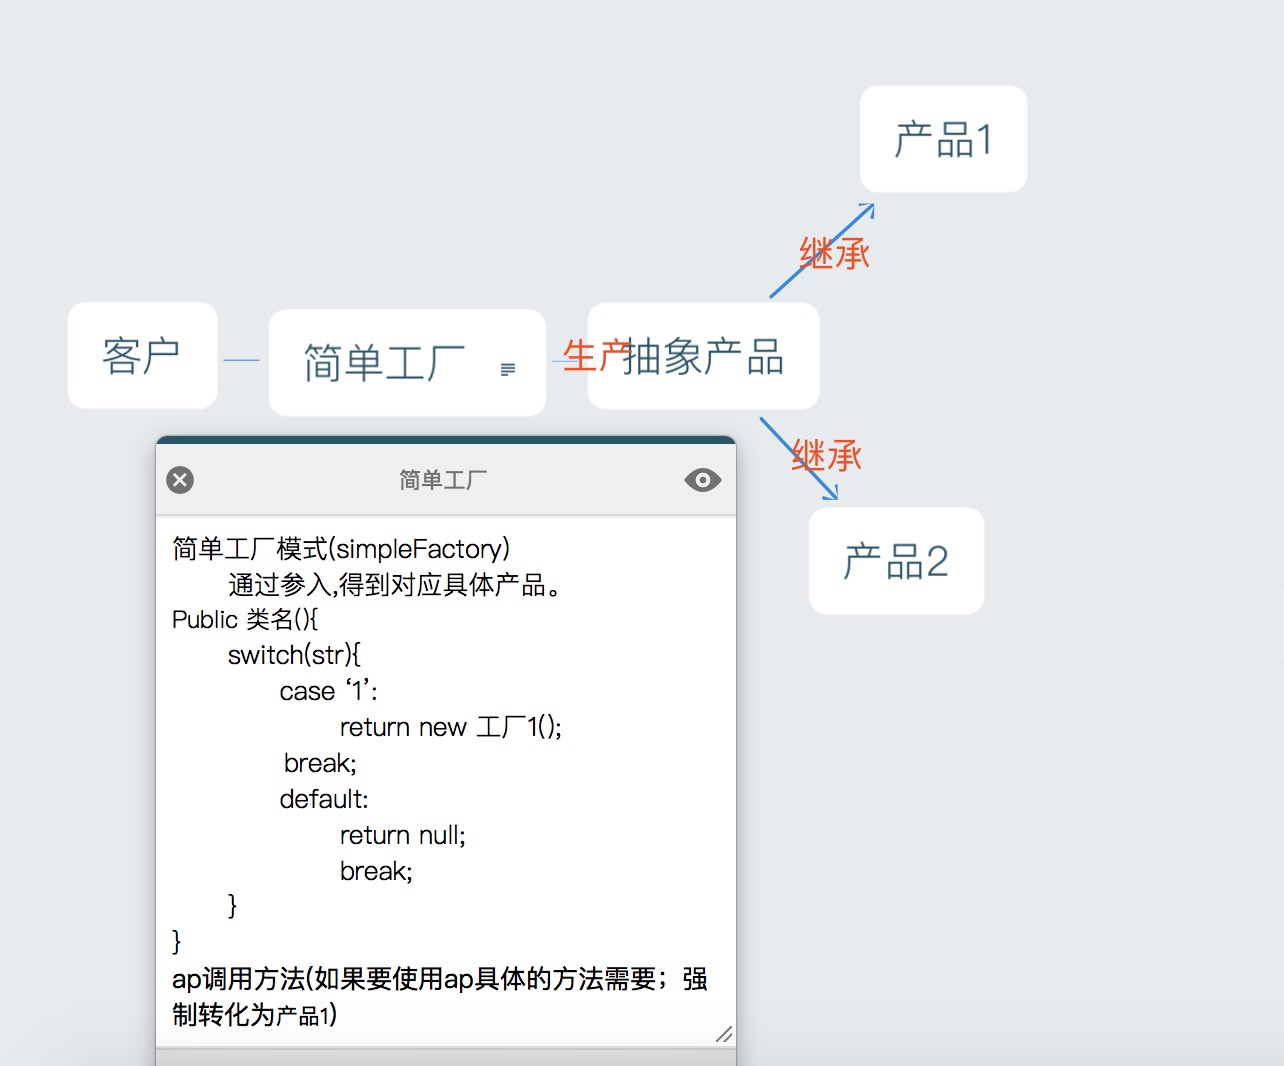 产品1
继承
客户
简单工厂
生产
抽象产品
继承
产品2
简单工厂
简单工厂模式(simpleFactory)
通过参入,得到对应具体产品。
Public 类名(){
switch(str){
case ‘1’:
return new 工厂1();
break;
default:
return null;
break;
}
}
ap调用方法(如果要使用ap具体的方法需要；强
制转化为产品1)